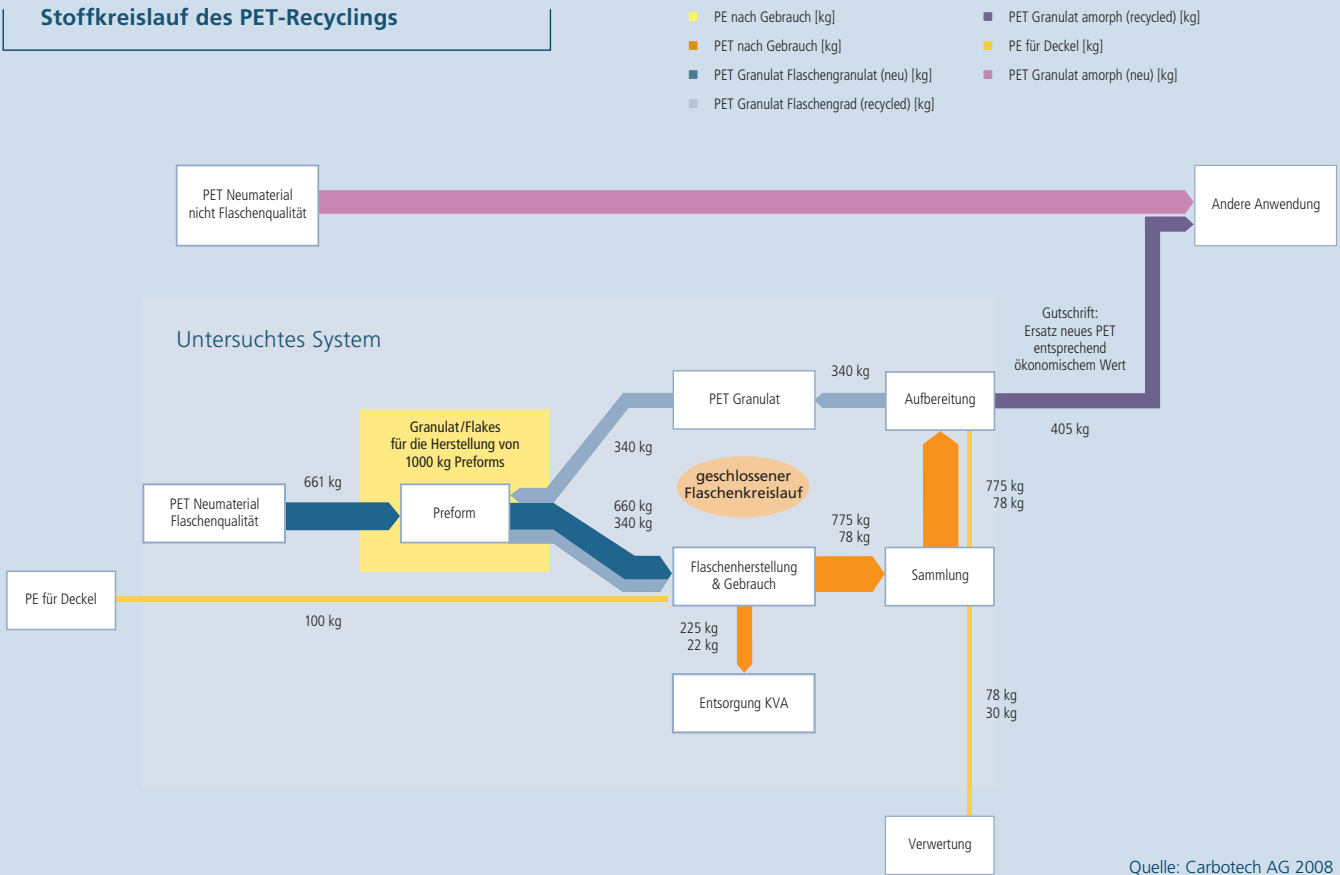 Stoffkreislauf des PET-Recyclings
PE nach Gebrauch [kg]
PET nach Gebrauch [kg]
PET Granulat Flaschengranulat (neu) [kg]
PET Granulat Flaschengrad (recycled) [kg]
PET Granulat amorph (recycled) [kg]
PE für Deckel [kg]
PET Granulat amorph (neu) [kg]
PET Neumaterial
nicht Flaschenqualität
Andere Anwendung
Gutschrift:
Ersatz neues PET
entsprechend
ökonomischem Wert
Untersuchtes System
340 kg
PET Granulat
Aufbereitung
405 kg
Granulat/Flakes
für die Herstellung von
1000 kg Preforms
340 kg
geschlossener
Flaschenkreislauf
661 kg
PET Neumaterial
Flaschenqualität
Preform
660 kg
340 kg
775 kg
78 kg
775 kg
78 kg
Flaschenherstellung
& Gebrauch
Sammlung
PE für Deckel
100 kg
225 kg
22 kg
Entsorgung KVA
78 kg
30 kg
Verwertung
Quelle: Carbotech AG 2008